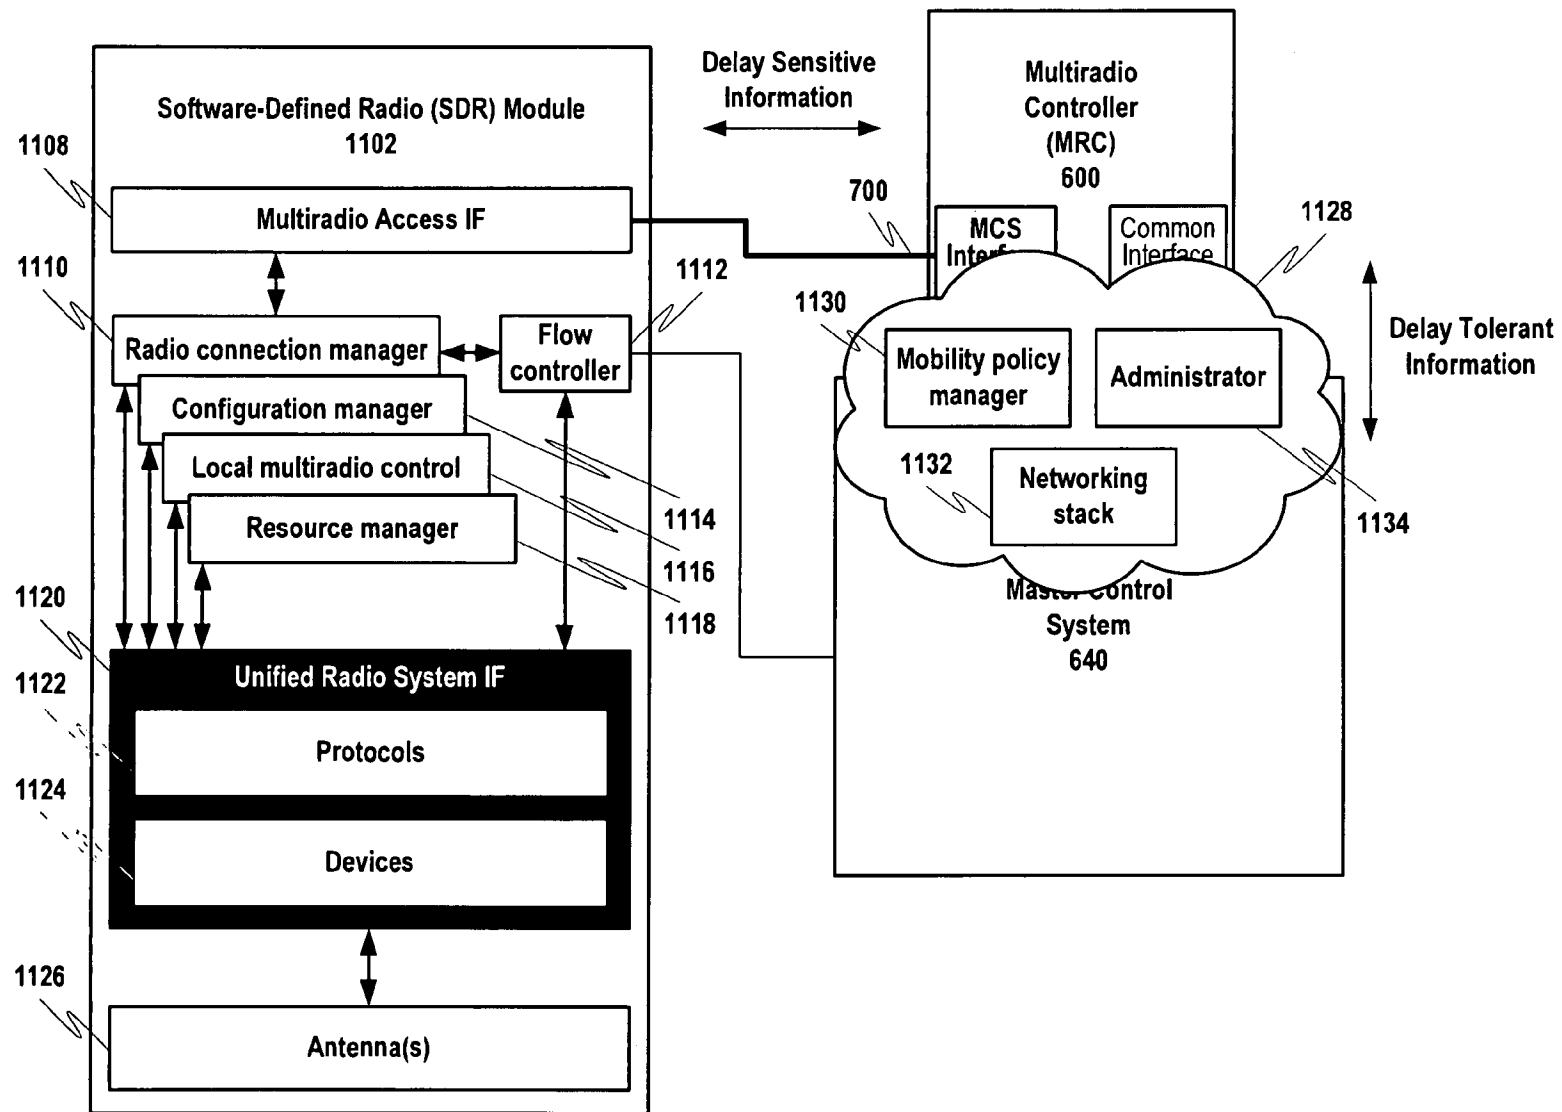 Software-Defined Radio (SDR) Module
1102
1108
Multiradio Access IF
1110
1112
Radio connection manager
Flow
controller
Configuration manager
Local multiradio control
Resource manager
1114
1116
1118
1120
Unified Radio System IF
1122
Protocols
1124
Devices
1126
Antenna(s)
Delay Sensitive
Information
700
Multiradio
Controller
(MRC)
600
MCS
Interface
Common
Interface
1128
1130
Mobility policy
manager
Administrator
Delay Tolerant
Information
1132
Networking
stack
1134
Master Control
System
640